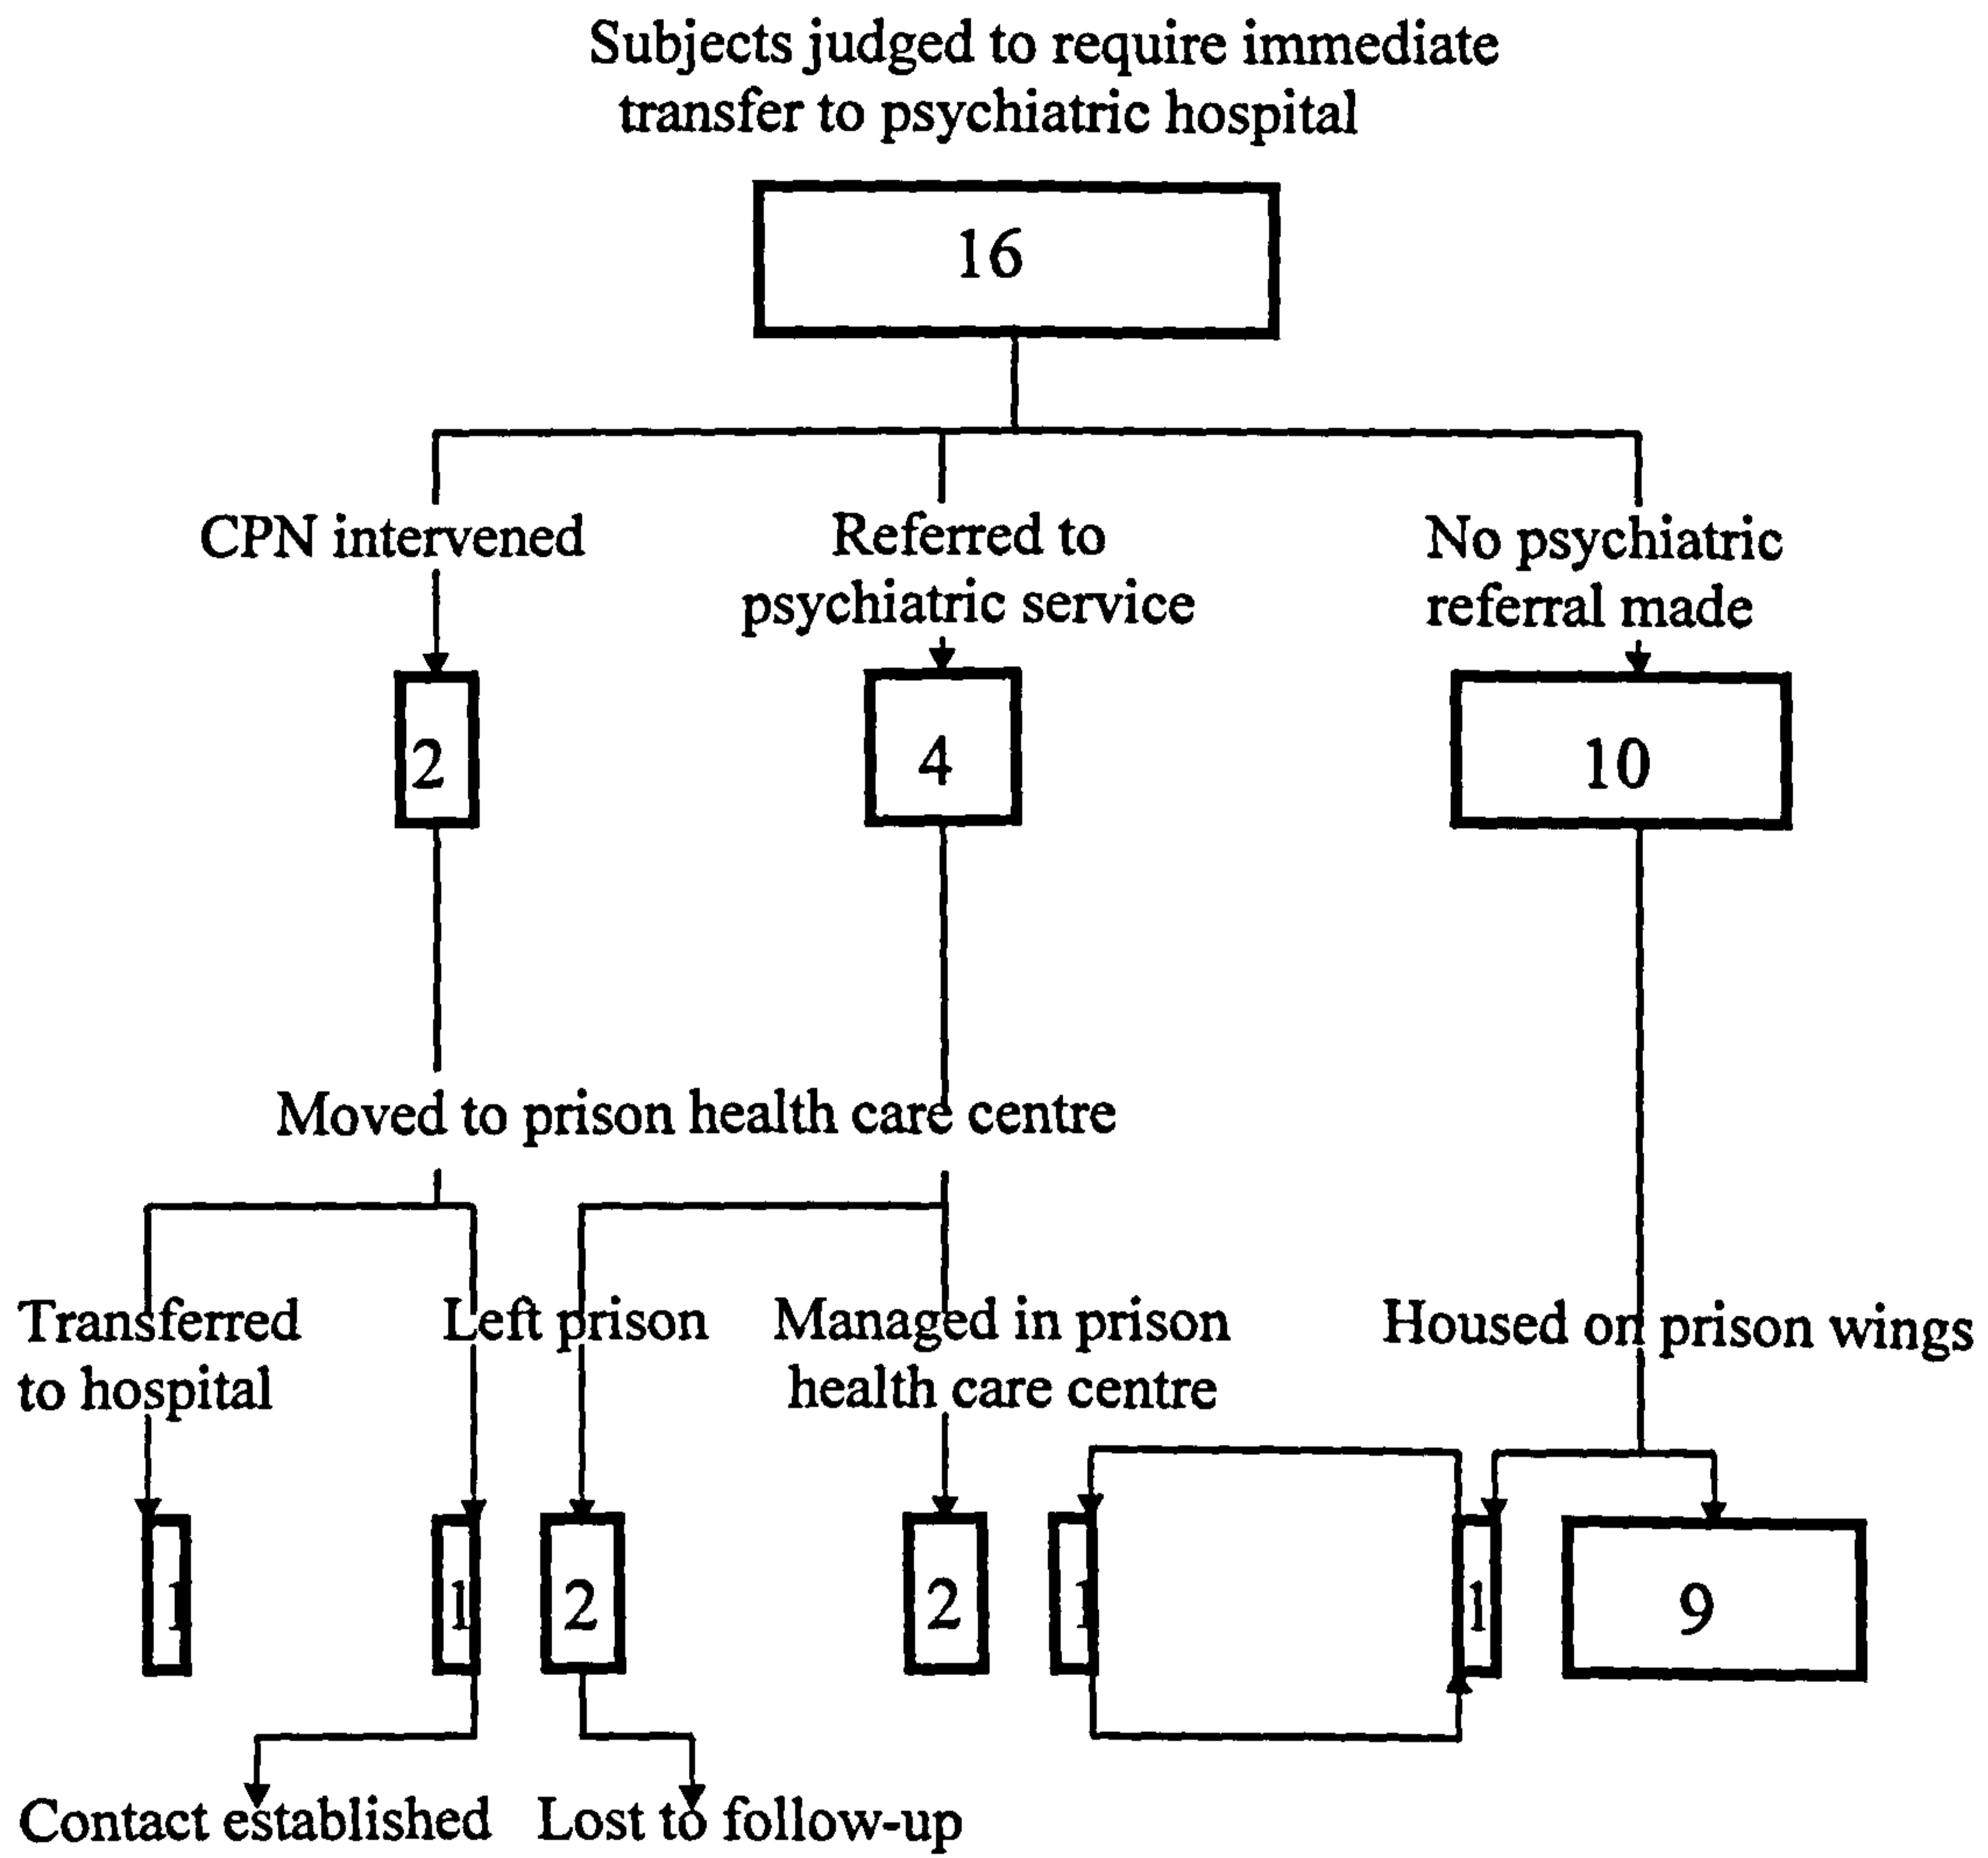 Subjects judged to require immediate
transfer to psychiatric hospital
16
CPN intervened
Referred to
psychiatric service
No psychiatric
referral made
2
4
10
Moved to prison health care centre
Transferred
to hospital
Left prison
Managed in prison
health care centre
Housed on prison wings
1
1
2
2
1
1
9
Contact established
Lost to follow-up